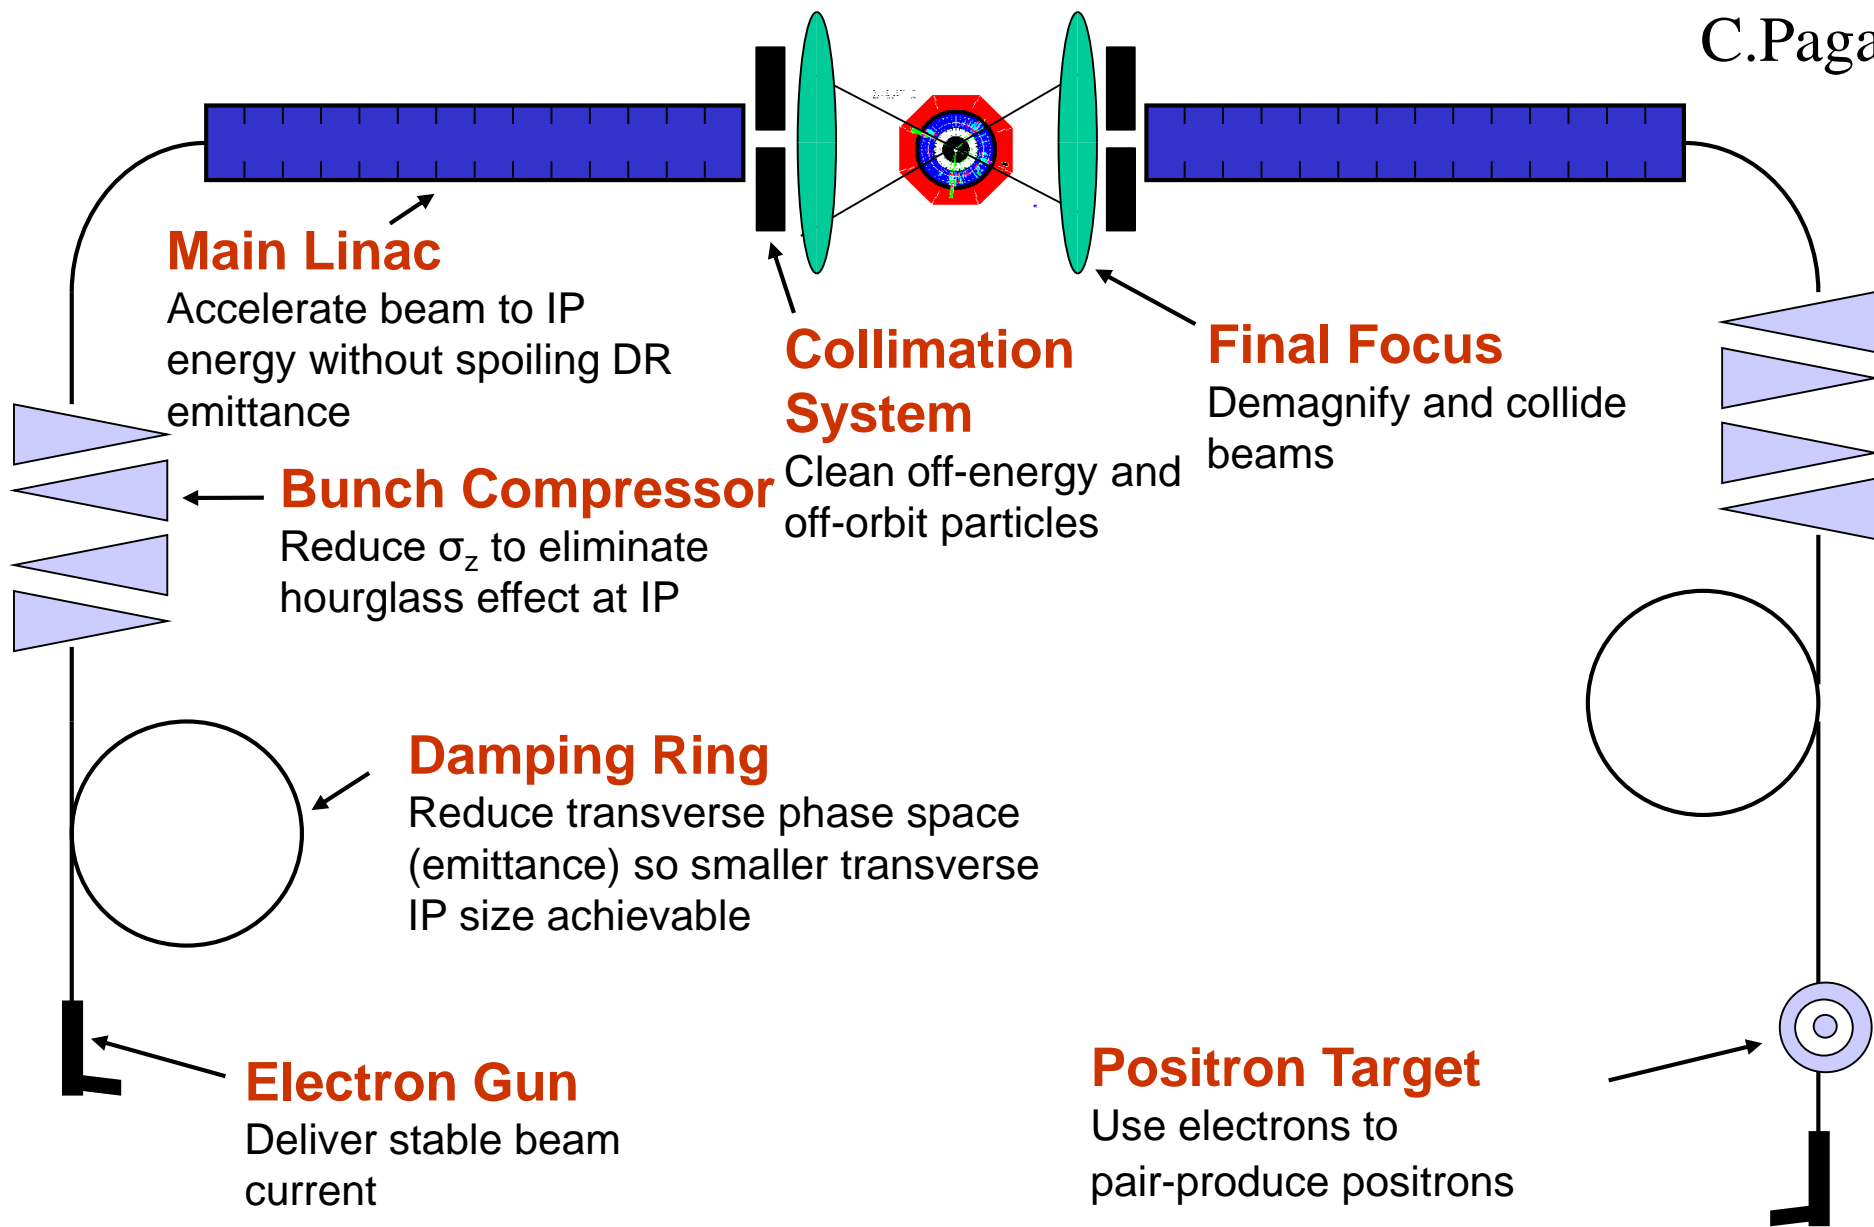 C.Paga
Main Linac
Accelerate beam to IP
energy without spoiling DR
emittance
Collimation
System
Clean off-energy and
off-orbit particles
Final Focus
Demagnify and collide
beams
Bunch Compressor
Reduce σz to eliminate
hourglass effect at IP
Damping Ring
Reduce transverse phase space
(emittance) so smaller transverse
IP size achievable
Electron Gun
Deliver stable beam
current
Positron Target
Use electrons to
pair-produce positrons